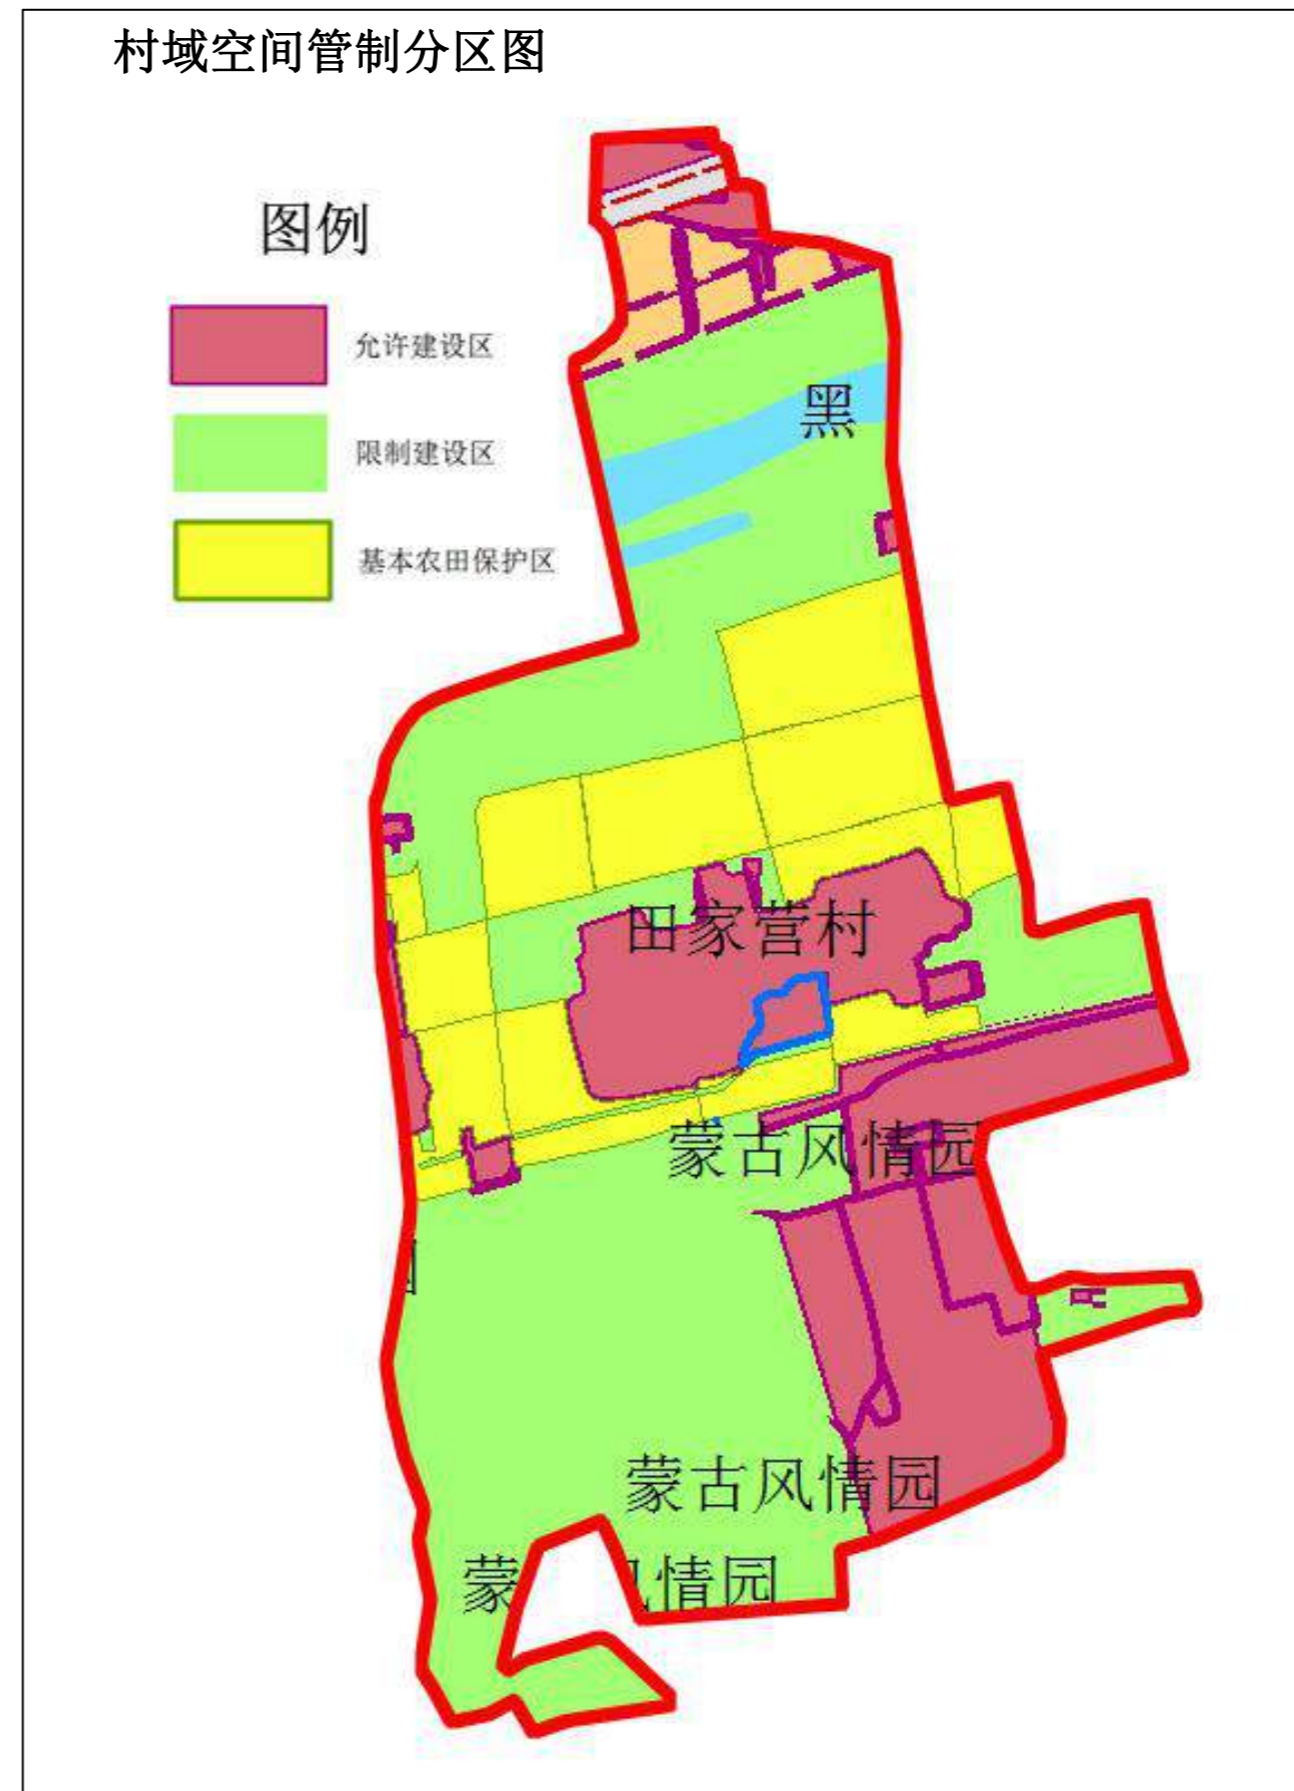 村域空间管制分区图
图例
允许建设区
限制建设区
基本农田保护区
黑
田家营村
蒙古风情园
蒙古风情园
蒙 情园